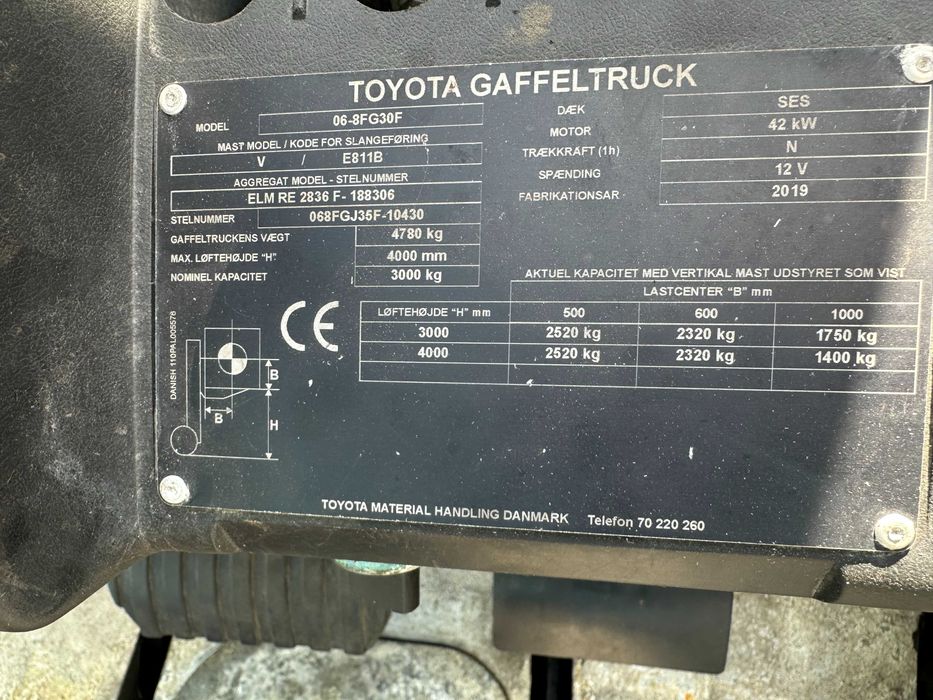 TOYOTA GAFFELTRUCK
MODEL 06-8FG30F
MAST MODEL / KODE FOR SLANGEFØRING
V / E811B
AGGREGAT MODEL - STELNUMMER
ELM RE 2836 F- 188306
STELNUMMER 068FGJ35F-10430
GAFFELTRUCKENS VÆGT 4780 kg
MAX. LØFTEHØJDE "H" 4000 mm
NOMINEL KAPACITET 3000 kg
DÆK SES
MOTOR 42 kW
TRÆKKRAFT (1h) N
SPÆNDING 12 V
FABRIKATIONSAR 2019
AKTUEL KAPACITET MED VERTIKAL MAST UDSTYRET SOM VIST
LASTCENTER "B" mm
LØFTEHØJDE "H" mm 500 600 1000
3000 2520 kg 2320 kg 1750 kg
4000 2520 kg 2320 kg 1400 kg
CE
DANISH 110PAL005578
B
B
H
TOYOTA MATERIAL HANDLING DANMARK Telefon 70 220 260